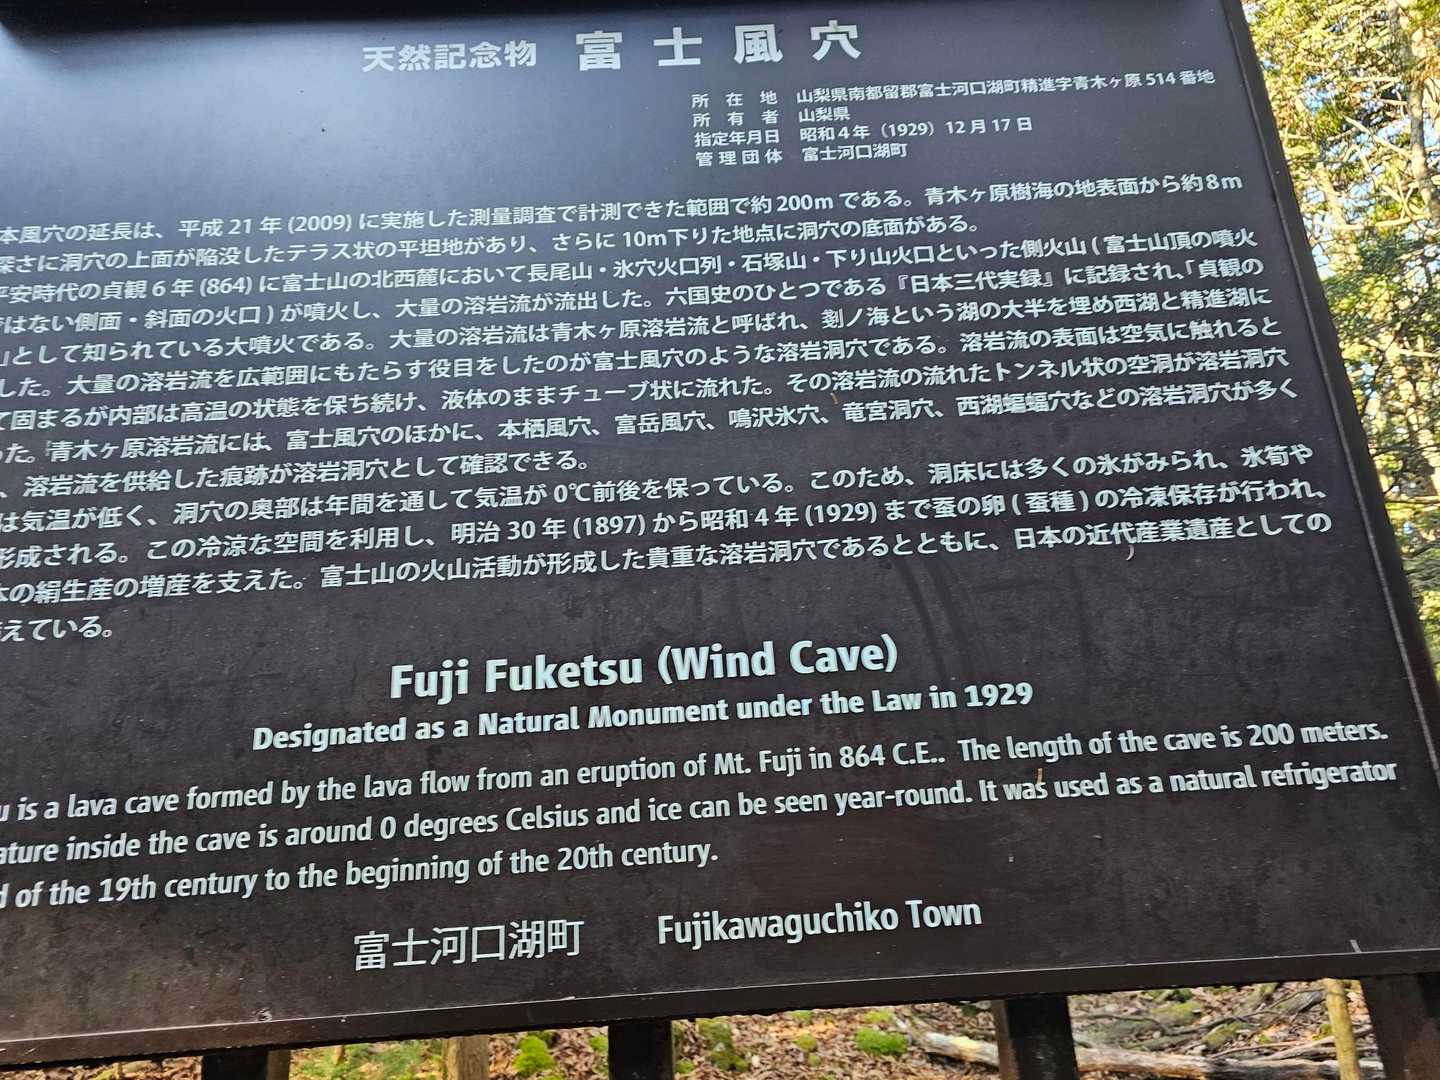 天然記念物 富士風穴
所在地 山梨県南都留郡富士河口湖町精進字青木ヶ原 514 番地
所有者 山梨県
指定年月日 昭和４年（1929）12 月 17 日
管理団体 富士河口湖町
本風穴の延長は、平成 21 年 (2009) に実施した測量調査で計測できた範囲で約 200m である。青木ヶ原樹海の地表面から約 8m
深さに洞穴の上面が陥没したテラス状の平坦地があり、さらに 10m下りた地点に洞穴の底面がある。
平安時代の貞観 6 年 (864) に富士山の北西麓において長尾山・氷穴火口列・石塚山・下り山火口といった側火山 ( 富士山頂の噴火
ではない側面・斜面の火口 ) が噴火し、大量の溶岩流が流出した。六国史のひとつである『日本三代実録』に記録され、「貞観の
」として知られている大噴火である。大量の溶岩流は青木ヶ原溶岩流と呼ばれ、剗ノ海という湖の大半を埋め西湖と精進湖に
した。大量の溶岩流を広範囲にもたらす役目をしたのが富士風穴のような溶岩洞穴である。溶岩流の表面は空気に触れると
て固まるが内部は高温の状態を保ち続け、液体のままチューブ状に流れた。その溶岩流の流れたトンネル状の空洞が溶岩洞穴
った。青木ヶ原溶岩流には、富士風穴のほかに、本栖風穴、富岳風穴、鳴沢氷穴、竜宮洞穴、西湖蝙蝠穴などの溶岩洞穴が多く
、溶岩流を供給した痕跡が溶岩洞穴として確認できる。
は気温が低く、洞穴の奥部は年間を通して気温が 0℃前後を保っている。このため、洞床には多くの氷がみられ、氷筍や
形成される。この冷涼な空間を利用し、明治 30 年 (1897) から昭和 4 年 (1929) まで蚕の卵 ( 蚕種 ) の冷凍保存が行われ、
本の絹生産の増産を支えた。富士山の火山活動が形成した貴重な溶岩洞穴であるとともに、日本の近代産業遺産としての
えている。
Fuji Fuketsu (Wind Cave)
Designated as a Natural Monument under the Law in 1929
u is a lava cave formed by the lava flow from an eruption of Mt. Fuji in 864 C.E.. The length of the cave is 200 meters.
ature inside the cave is around 0 degrees Celsius and ice can be seen year-round. It was used as a natural refrigerator
d of the 19th century to the beginning of the 20th century.
富士河口湖町 Fujikawaguchiko Town